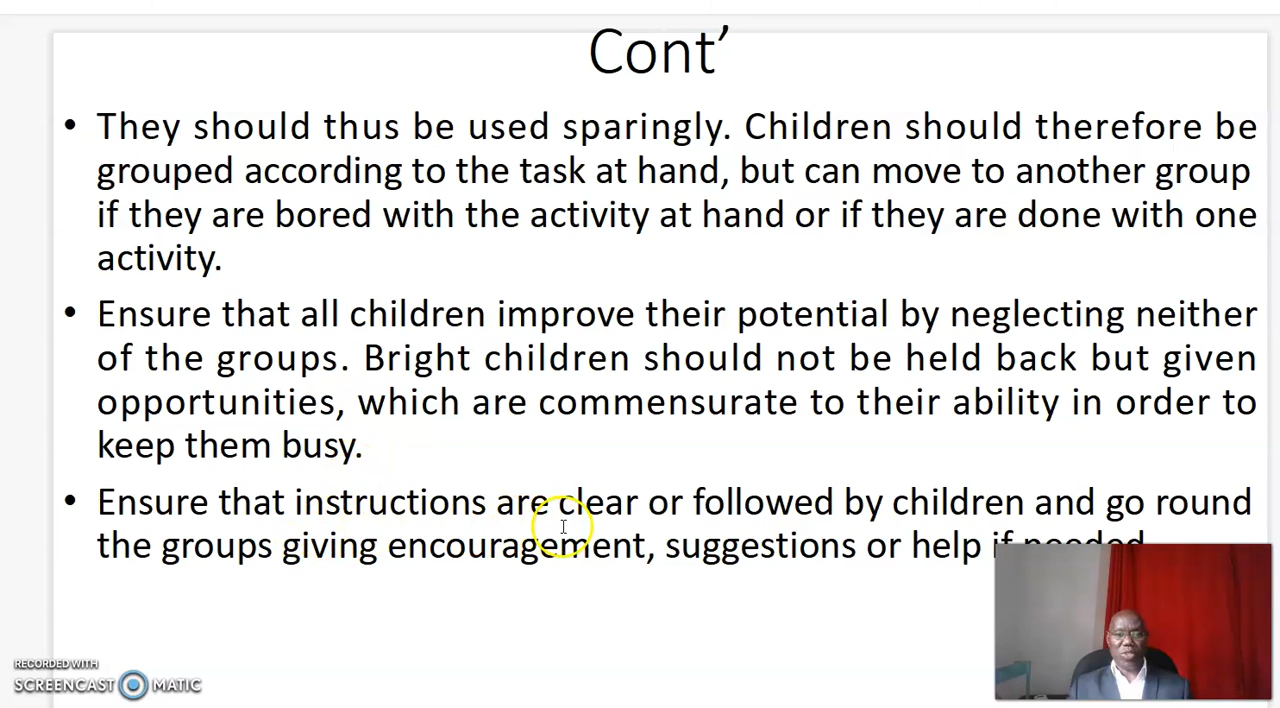 Cont’
• They should thus be used sparingly. Children should therefore be
grouped according to the task at hand, but can move to another group
if they are bored with the activity at hand or if they are done with one
activity.
• Ensure that all children improve their potential by neglecting neither
of the groups. Bright children should not be held back but given
opportunities, which are commensurate to their ability in order to
keep them busy.
• Ensure that instructions are clear or followed by children and go round
the groups giving encouragement, suggestions or help if needed
RECORDED WITH
SCREENCAST MATIC